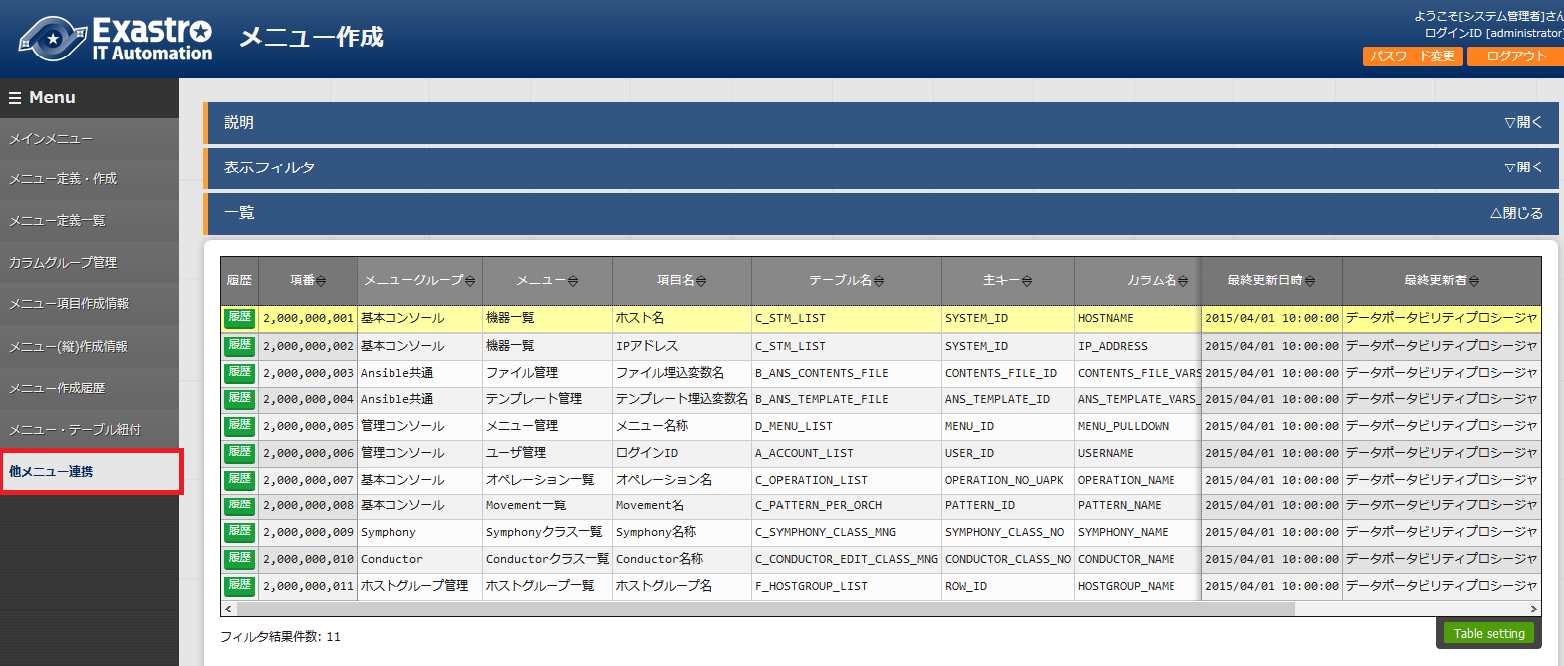 Exastro
IT Automation
メニュー作成
ようこそ[システム管理者]さん
ログインID [administrator]
パスワード変更 ログアウト
Menu
メインメニュー
メニュー定義・作成
メニュー定義一覧
カラムグループ管理
メニュー項目作成情報
メニュー(縦)作成情報
メニュー作成履歴
メニュー・テーブル紐付
他メニュー連携
説明 ▽開く
表示フィルタ ▽開く
一覧 △閉じる
履歴 項番 メニューグループ メニュー 項目名 テーブル名 主キー カラム名 最終更新日時 最終更新者
履歴 2,000,000,001 基本コンソール 機器一覧 ホスト名 C_STM_LIST SYSTEM_ID HOSTNAME 2015/04/01 10:00:00 データポータビリティプロシージャ
履歴 2,000,000,002 基本コンソール 機器一覧 IPアドレス C_STM_LIST SYSTEM_ID IP_ADDRESS 2015/04/01 10:00:00 データポータビリティプロシージャ
履歴 2,000,000,003 Ansible共通 ファイル管理 ファイル埋込変数名 B_ANS_CONTENTS_FILE CONTENTS_FILE_ID CONTENTS_FILE_VARS 2015/04/01 10:00:00 データポータビリティプロシージャ
履歴 2,000,000,004 Ansible共通 テンプレート管理 テンプレート埋込変数名 B_ANS_TEMPLATE_FILE ANS_TEMPLATE_ID ANS_TEMPLATE_VARS_ 2015/04/01 10:00:00 データポータビリティプロシージャ
履歴 2,000,000,005 管理コンソール メニュー管理 メニュー名称 D_MENU_LIST MENU_ID MENU_PULLDOWN 2015/04/01 10:00:00 データポータビリティプロシージャ
履歴 2,000,000,006 管理コンソール ユーザ管理 ログインID A_ACCOUNT_LIST USER_ID USERNAME 2015/04/01 10:00:00 データポータビリティプロシージャ
履歴 2,000,000,007 基本コンソール オペレーション一覧 オペレーション名 C_OPERATION_LIST OPERATION_NO_UAPK OPERATION_NAME 2015/04/01 10:00:00 データポータビリティプロシージャ
履歴 2,000,000,008 基本コンソール Movement一覧 Movement名 C_PATTERN_PER_ORCH PATTERN_ID PATTERN_NAME 2015/04/01 10:00:00 データポータビリティプロシージャ
履歴 2,000,000,009 Symphony Symphonyクラス一覧 Symphony名称 C_SYMPHONY_CLASS_MNG SYMPHONY_CLASS_NO SYMPHONY_NAME 2015/04/01 10:00:00 データポータビリティプロシージャ
履歴 2,000,000,010 Conductor Conductorクラス一覧 Conductor名称 C_CONDUCTOR_EDIT_CLASS_MNG CONDUCTOR_CLASS_NO CONDUCTOR_NAME 2015/04/01 10:00:00 データポータビリティプロシージャ
履歴 2,000,000,011 ホストグループ管理 ホストグループ一覧 ホストグループ名 F_HOSTGROUP_LIST ROW_ID HOSTGROUP_NAME 2015/04/01 10:00:00 データポータビリティプロシージャ
フィルタ結果件数: 11
Table setting